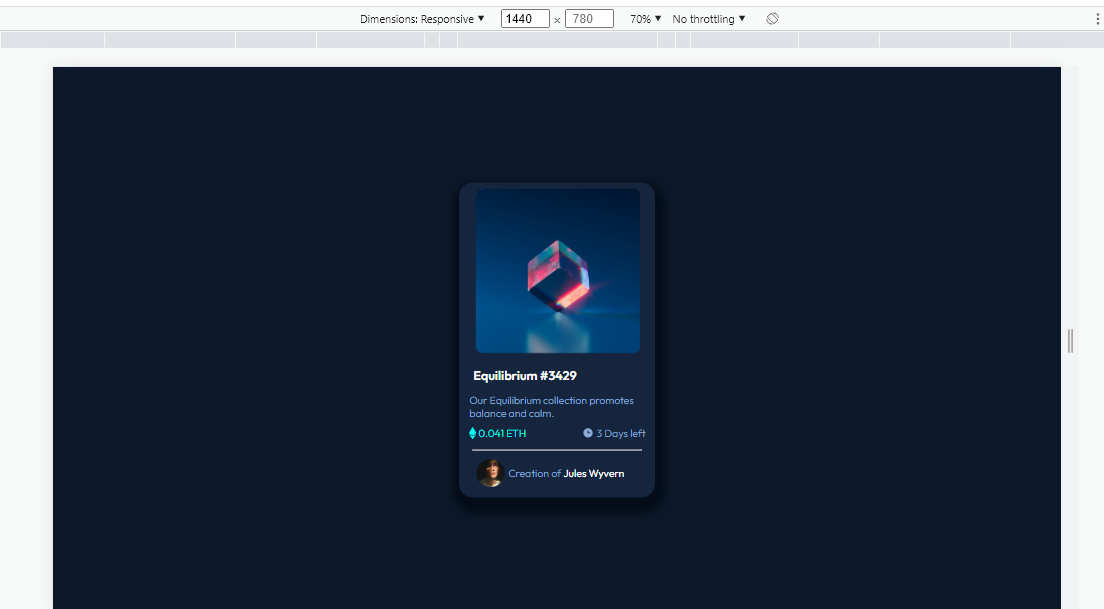 Dimensions: Responsive ▼ 1440 × 780 70% ▼ No throttling ▼
Equilibrium #3429
Our Equilibrium collection promotes
balance and calm.
0.041 ETH 3 Days left
Creation of Jules Wyvern